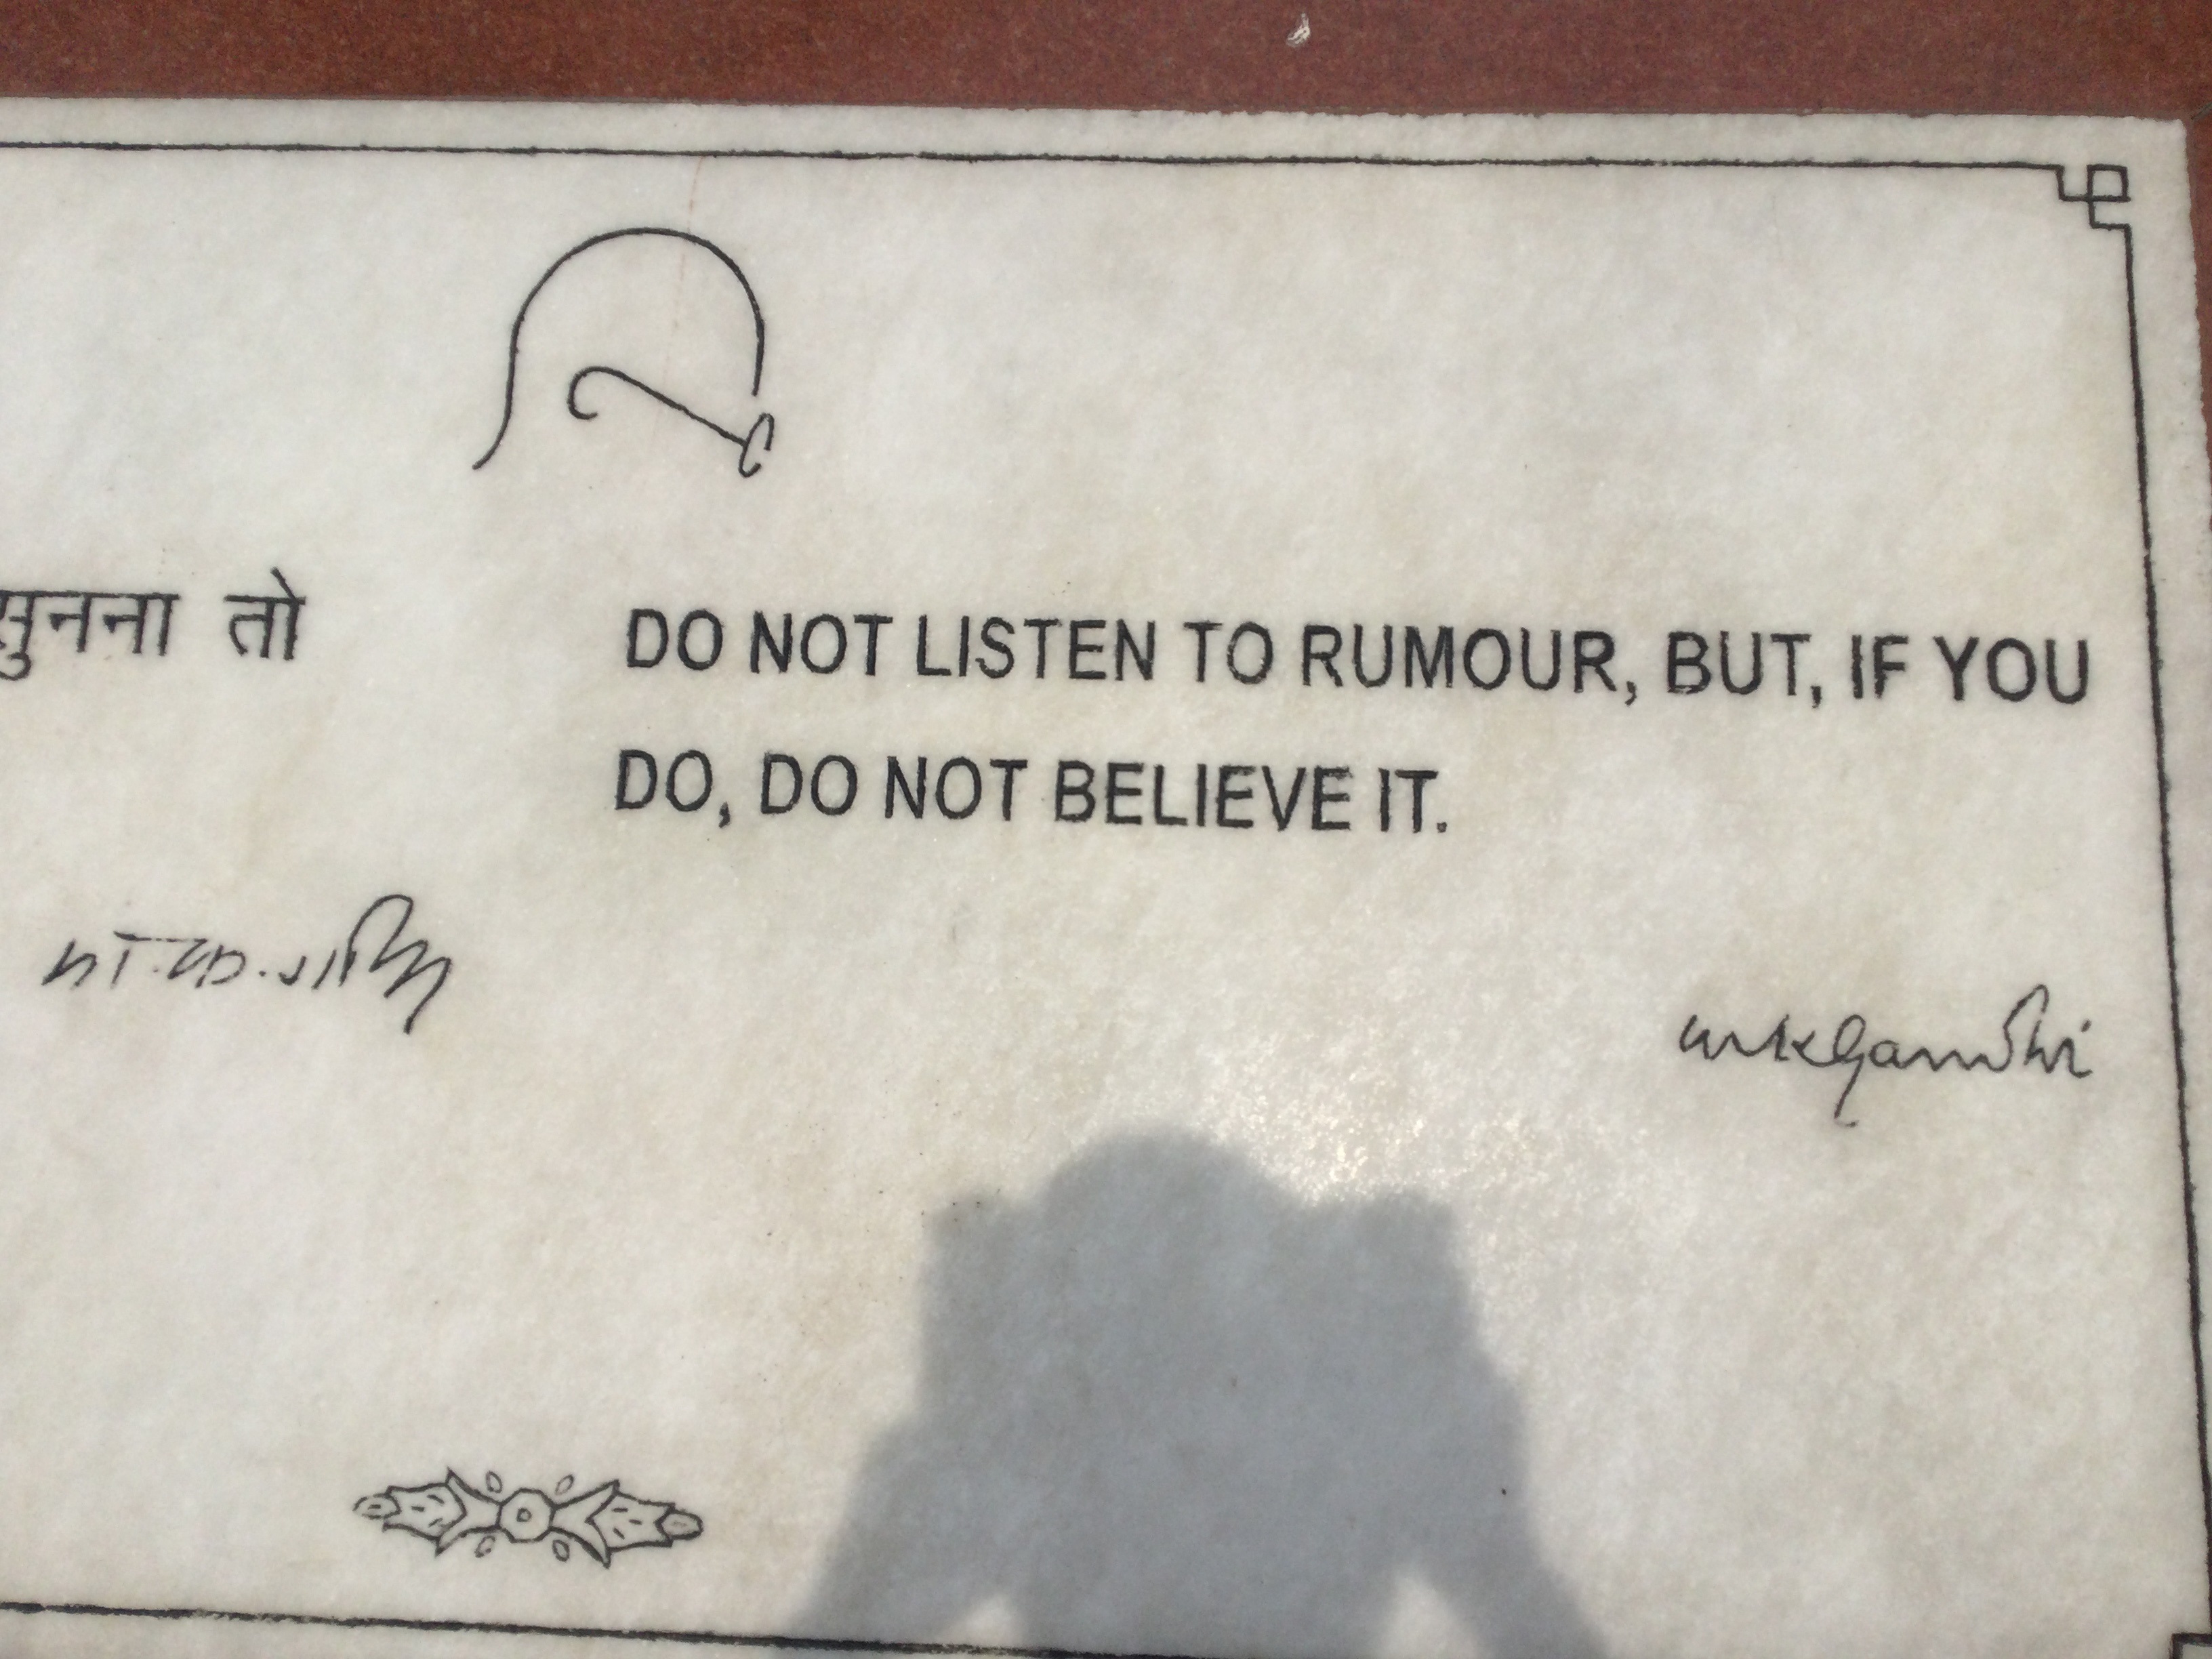 सुनना तो
DO NOT LISTEN TO RUMOUR, BUT, IF YOU
DO, DO NOT BELIEVE IT.
मो.क.गांधी
mkgandhi